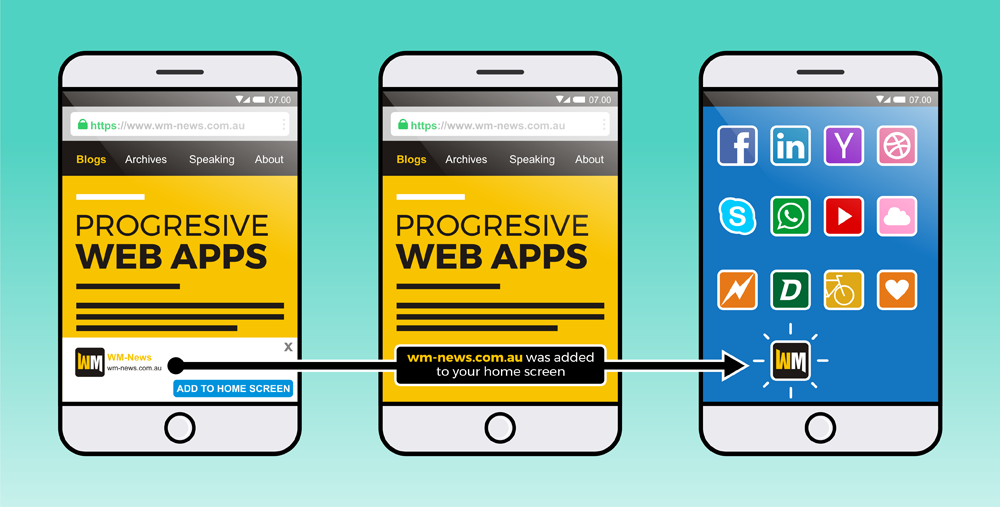 07.00
https://www.wm-news.com.au
Blogs Archives Speaking About
PROGRESIVE
WEB APPS
X
WM
WM-News
wm-news.com.au
ADD TO HOME SCREEN
07.00
https://www.wm-news.com.au
Blogs Archives Speaking About
PROGRESIVE
WEB APPS
wm-news.com.au was added
to your home screen
07.00
f in Y
S
D
WM